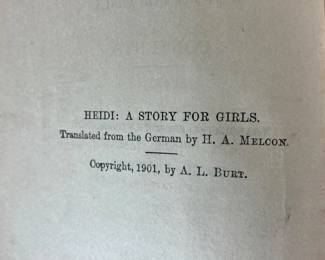 HEIDI: A STORY FOR GIRLS.
Translated from the German by H. A. MELCON.
Copyright, 1901, by A. L. BURT.